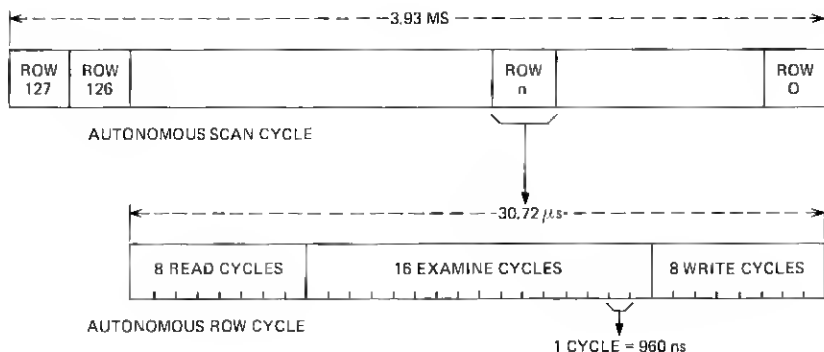 3.93 MS
ROW 127
ROW 126
ROW n
ROW 0
AUTONOMOUS SCAN CYCLE
30.72 μs
8 READ CYCLES
16 EXAMINE CYCLES
8 WRITE CYCLES
AUTONOMOUS ROW CYCLE
1 CYCLE = 960 ns